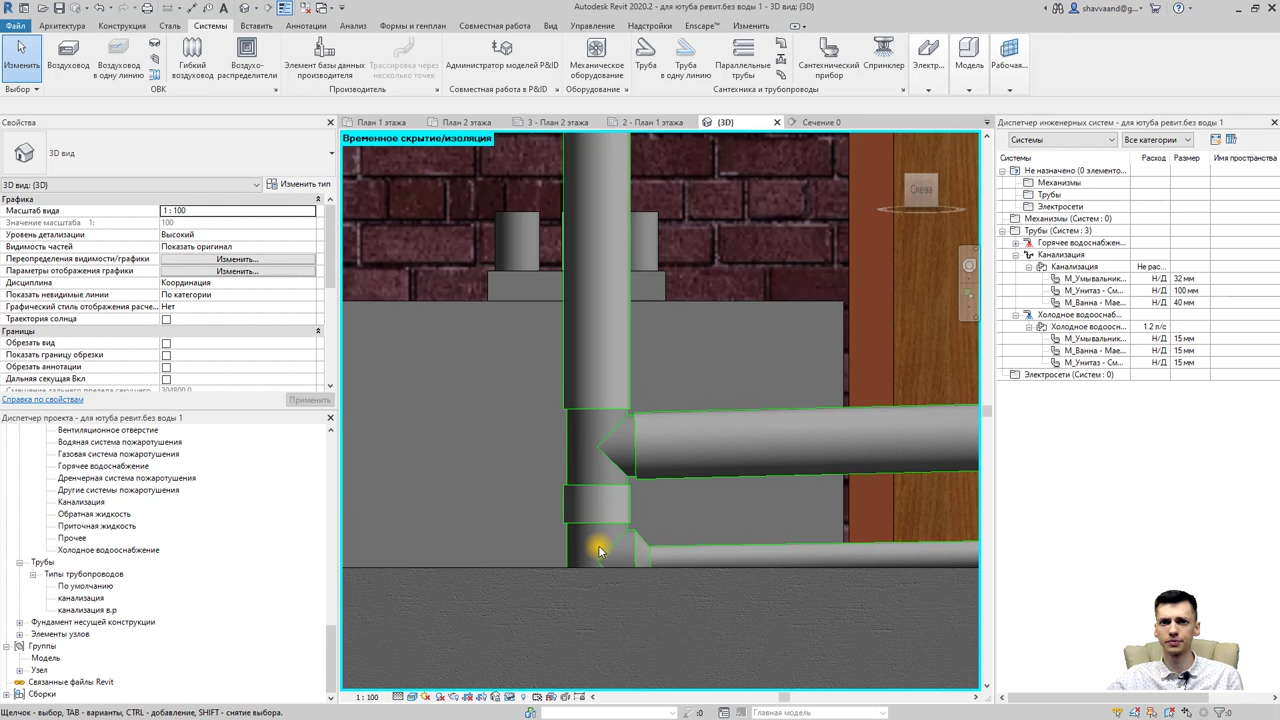 Autodesk Revit 2020.2 - для ютуба ревит.без воды 1 - 3D вид: {3D}
shavvaand@g...
Файл Архитектура Конструкция Сталь Системы Вставить Аннотации Анализ Формы и генплан Совместная работа Вид Управление Надстройки Enscape™ Изменить
Изменить
Воздуховод
Воздуховод в одну линию
Гибкий воздуховод
Воздухо-распределители
Элемент базы данных производителя
Трассировка через несколько точек
Администратор моделей P&ID
Механическое оборудование
Труба
Труба в одну линию
Параллельные трубы
Сантехнический прибор
Спринклер
Электр...
Модель
Рабочая...
Выбор
ОВК
Производитель
Совместная работа в P&ID
Оборудование
Сантехника и трубопроводы
Свойства
План 1 этажа
План 2 этажа
3 - План 2 этажа
2 - План 1 этажа
{3D}
Сечение 0
Диспетчер инженерных систем - для ютуба ревит.без воды 1
Временное скрытие/изоляция
3D вид
Системы
Все категории
3D вид: {3D}
Изменить тип
Графика
Масштаб вида 1 : 100
Значение масштаба 1: 100
Уровень детализации Высокий
Видимость частей Показать оригинал
Переопределения видимости/графики Изменить...
Параметры отображения графики Изменить...
Дисциплина Координация
Показать невидимые линии По категории
Графический стиль отображения расче... Нет
Траектория солнца
Границы
Обрезать вид
Показать границу обрезки
Обрезать аннотации
Дальняя секущая Вкл
Смещение дальнего предела секущего... 304800.0
Справка по свойствам
Применить
Слева
Системы Расход Размер Имя пространства
Не назначено (0 элементо...
Механизмы
Трубы
Электросети
Механизмы (Систем : 0)
Трубы (Систем : 3)
Горячее водоснабжен...
Канализация
Канализация Не рас...
М_Умывальник... Н/Д 32 мм
М_Унитаз - См... Н/Д 100 мм
М_Ванна - Мае... Н/Д 40 мм
Холодное водоснаб...
Холодное водоосн... 1.2 л/с
М_Умывальник... Н/Д 15 мм
М_Ванна - Мае... Н/Д 15 мм
М_Унитаз - См... Н/Д 15 мм
Электросети (Систем : 0)
Диспетчер проекта - для ютуба ревит.без воды 1
Вентиляционное отверстие
Водяная система пожаротушения
Газовая система пожаротушения
Горячее водоснабжение
Дренчерная система пожаротушения
Другие системы пожаротушения
Канализация
Обратная жидкость
Приточная жидкость
Прочее
Холодное водоснабжение
Трубы
Типы трубопроводов
По умолчанию
канализация
канализация в.р
Фундамент несущей конструкции
Элементы узлов
Группы
Модель
Узел
Связанные файлы Revit
Сборки
1 : 100
Щелчок - выбор, TAB - варианты, CTRL - добавление, SHIFT - снятие выбора.
:0
Главная модель
:0